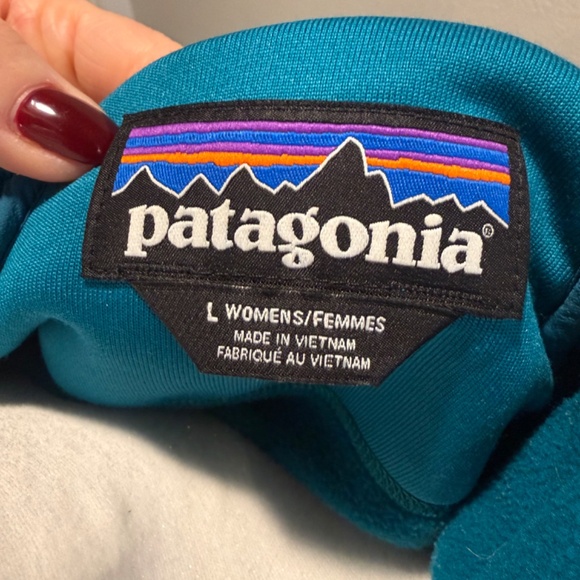 patagonia®
L WOMENS/FEMMES
MADE IN VIETNAM
FABRIQUÉ AU VIETNAM